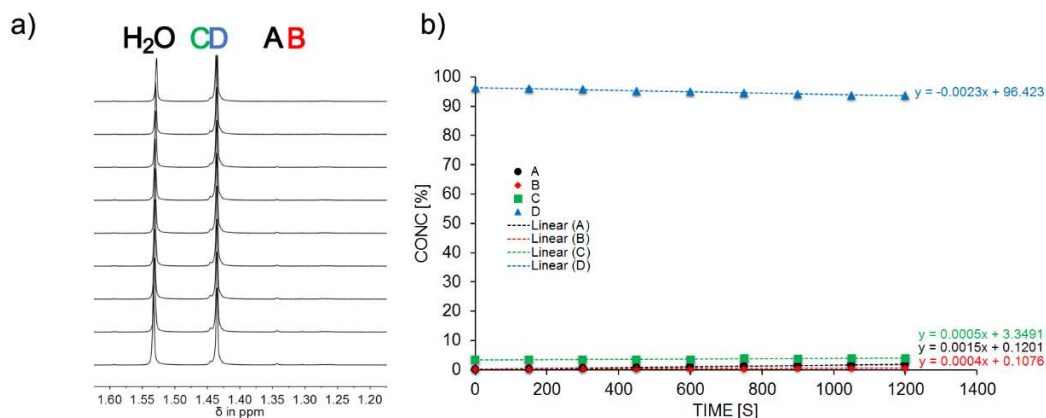 a)
H₂O CD A B
1.60 1.55 1.50 1.45 1.40 1.35 1.30 1.25 1.20
δ in ppm
b)
100
90
80
70
60
50
40
30
20
10
0
CONC [%]
y = -0.0023x + 96.423
A
B
C
D
Linear (A)
Linear (B)
Linear (C)
Linear (D)
y = 0.0005x + 3.3491
y = 0.0015x + 0.1201
y = 0.0004x + 0.1076
0 200 400 600 800 1000 1200 1400
TIME [S]